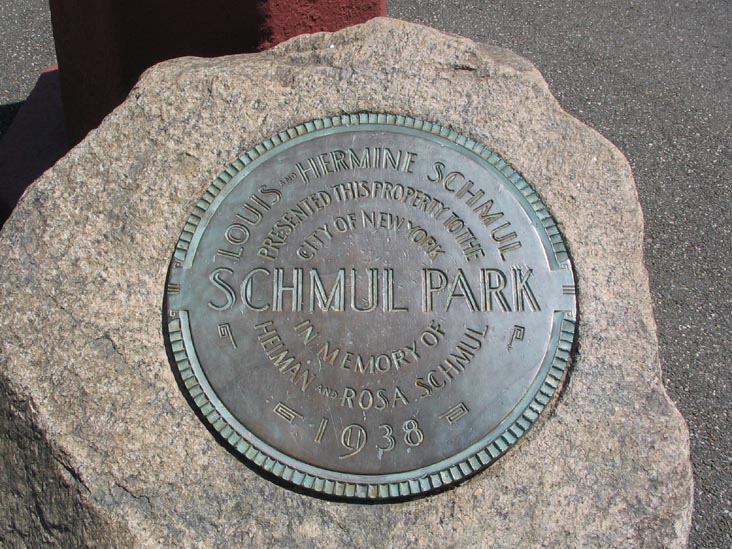 LOUIS AND HERMINE SCHMUL
PRESENTED THIS PROPERTY TO THE
CITY OF NEW YORK
SCHMUL PARK
IN MEMORY OF
HEIMAN AND ROSA SCHMUL
1938